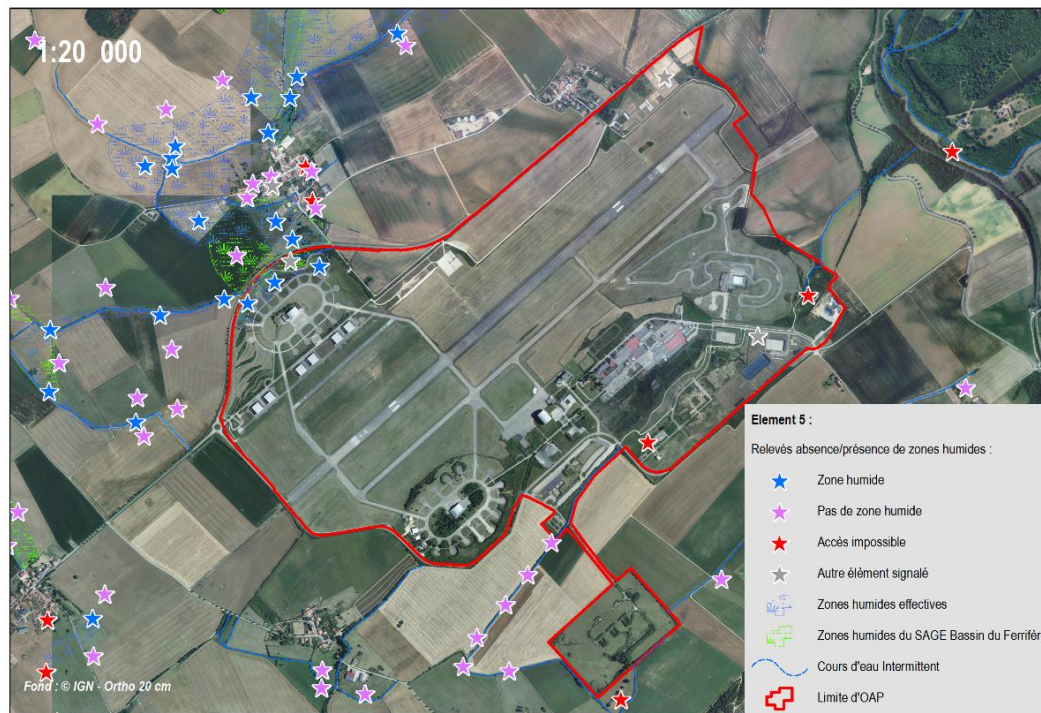 1:20 000
Element 5 :
Relevés absence/présence de zones humides :
Zone humide
Pas de zone humide
Accés impossible
Autre élèment signalé
Zones humides effectives
Zones humides du SAGE Bassin du Ferrifèr
Cours d'eau Intermittent
Limite d'OAP
Fond : © IGN - Ortho 20 cm